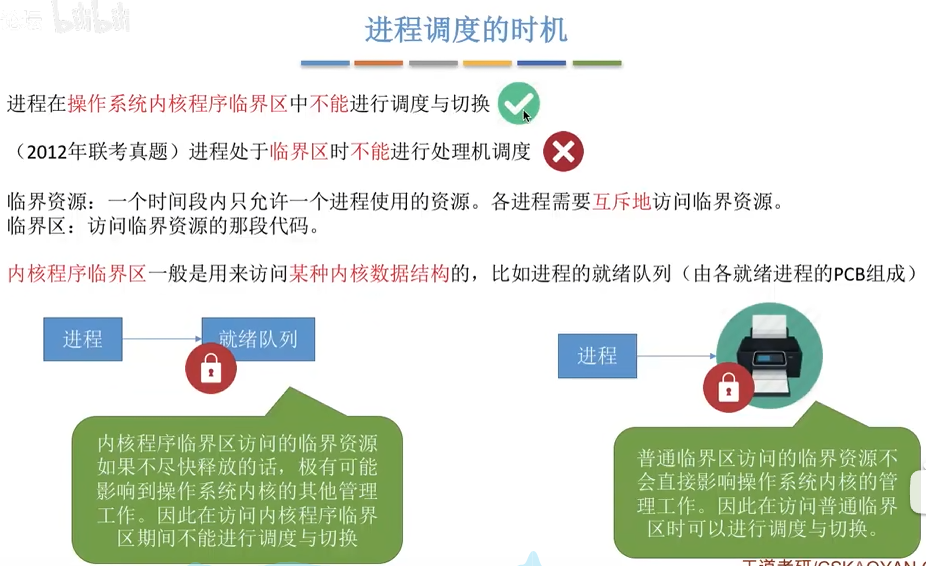 bilibili
进程调度的时机
进程在操作系统内核程序临界区中不能进行调度与切换
（2012年联考真题）进程处于临界区时不能进行处理机调度
临界资源：一个时间段内只允许一个进程使用的资源。各进程需要互斥地访问临界资源。
临界区：访问临界资源的那段代码。
内核程序临界区一般是用来访问某种内核数据结构的，比如进程的就绪队列（由各就绪进程的PCB组成）
进程
就绪队列
进程
内核程序临界区访问的临界资源
如果不尽快释放的话，极有可能
影响到操作系统内核的其他管理
工作。因此在访问内核程序临界
区期间不能进行调度与切换
普通临界区访问的临界资源不
会直接影响操作系统内核的管
理工作。因此在访问普通临界
区时可以进行调度与切换。
王道考研/CSKAOYAN